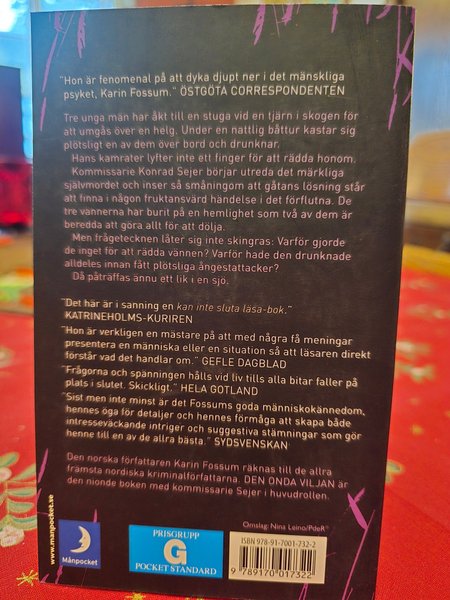 "Hon är fenomenal på att dyka djupt ner i det mänskliga
psyket, Karin Fossum." ÖSTGÖTA CORRESPONDENTEN
Tre unga män har åkt till en stuga vid en tjärn i skogen för
att umgås över en helg. Under en nattlig båttur kastar sig
plötsligt en av dem över bord och drunknar.
Hans kamrater lyfter inte ett finger för att rädda honom.
Kommissarie Konrad Sejer börjar utreda det märkliga
självmordet och inser så småningom att gåtans lösning står
att finna i någon fruktansvärd händelse i det förflutna. De
tre vännerna har burit på en hemlighet som två av dem är
beredda att göra allt för att dölja.
Men frågetecknen låter sig inte skingras: Varför gjorde
de inget för att rädda vännen? Varför hade den drunknade
alldeles innan fått plötsliga ångestattacker?
Då påträffas ännu ett lik i en sjö.
"Det här är i sanning en kan inte sluta läsa-bok."
KATRINEHOLMS-KURIREN
"Hon är verkligen en mästare på att med några få meningar
presentera en människa eller en situation så att läsaren direkt
förstår vad det handlar om." GEFLE DAGBLAD
"Frågorna och spänningen hålls vid liv tills alla bitar faller på
plats i slutet. Skickligt." HELA GOTLAND
"Sist men inte minst är det Fossums goda människokännedom,
hennes öga för detaljer och hennes förmåga att skapa både
intresseväckande intriger och suggestiva stämningar som gör
henne till en av de allra bästa." SYDSVENSKAN
Den norska författaren Karin Fossum räknas till de allra
främsta nordiska kriminalförfattarna. DEN ONDA VILJAN är
den nionde boken med kommissarie Sejer i huvudrollen.
www.manpocket.se
Månpocket
PRISGRUPP
G
POCKET STANDARD
Omslag: Nina Leino/PdeR®
ISBN 978-91-7001-732-2
9 789170 017322